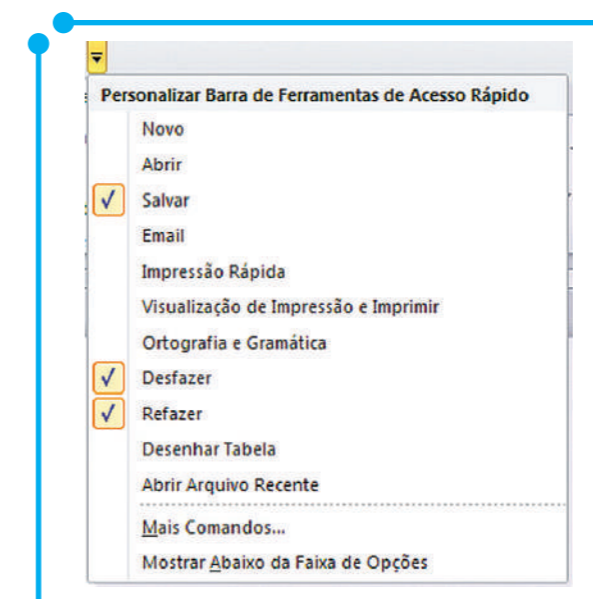 Personalizar Barra de Ferramentas de Acesso Rápido
Novo
Abrir
Salvar
Email
Impressão Rápida
Visualização de Impressão e Imprimir
Ortografia e Gramática
Desfazer
Refazer
Desenhar Tabela
Abrir Arquivo Recente
Mais Comandos...
Mostrar Abaixo da Faixa de Opções